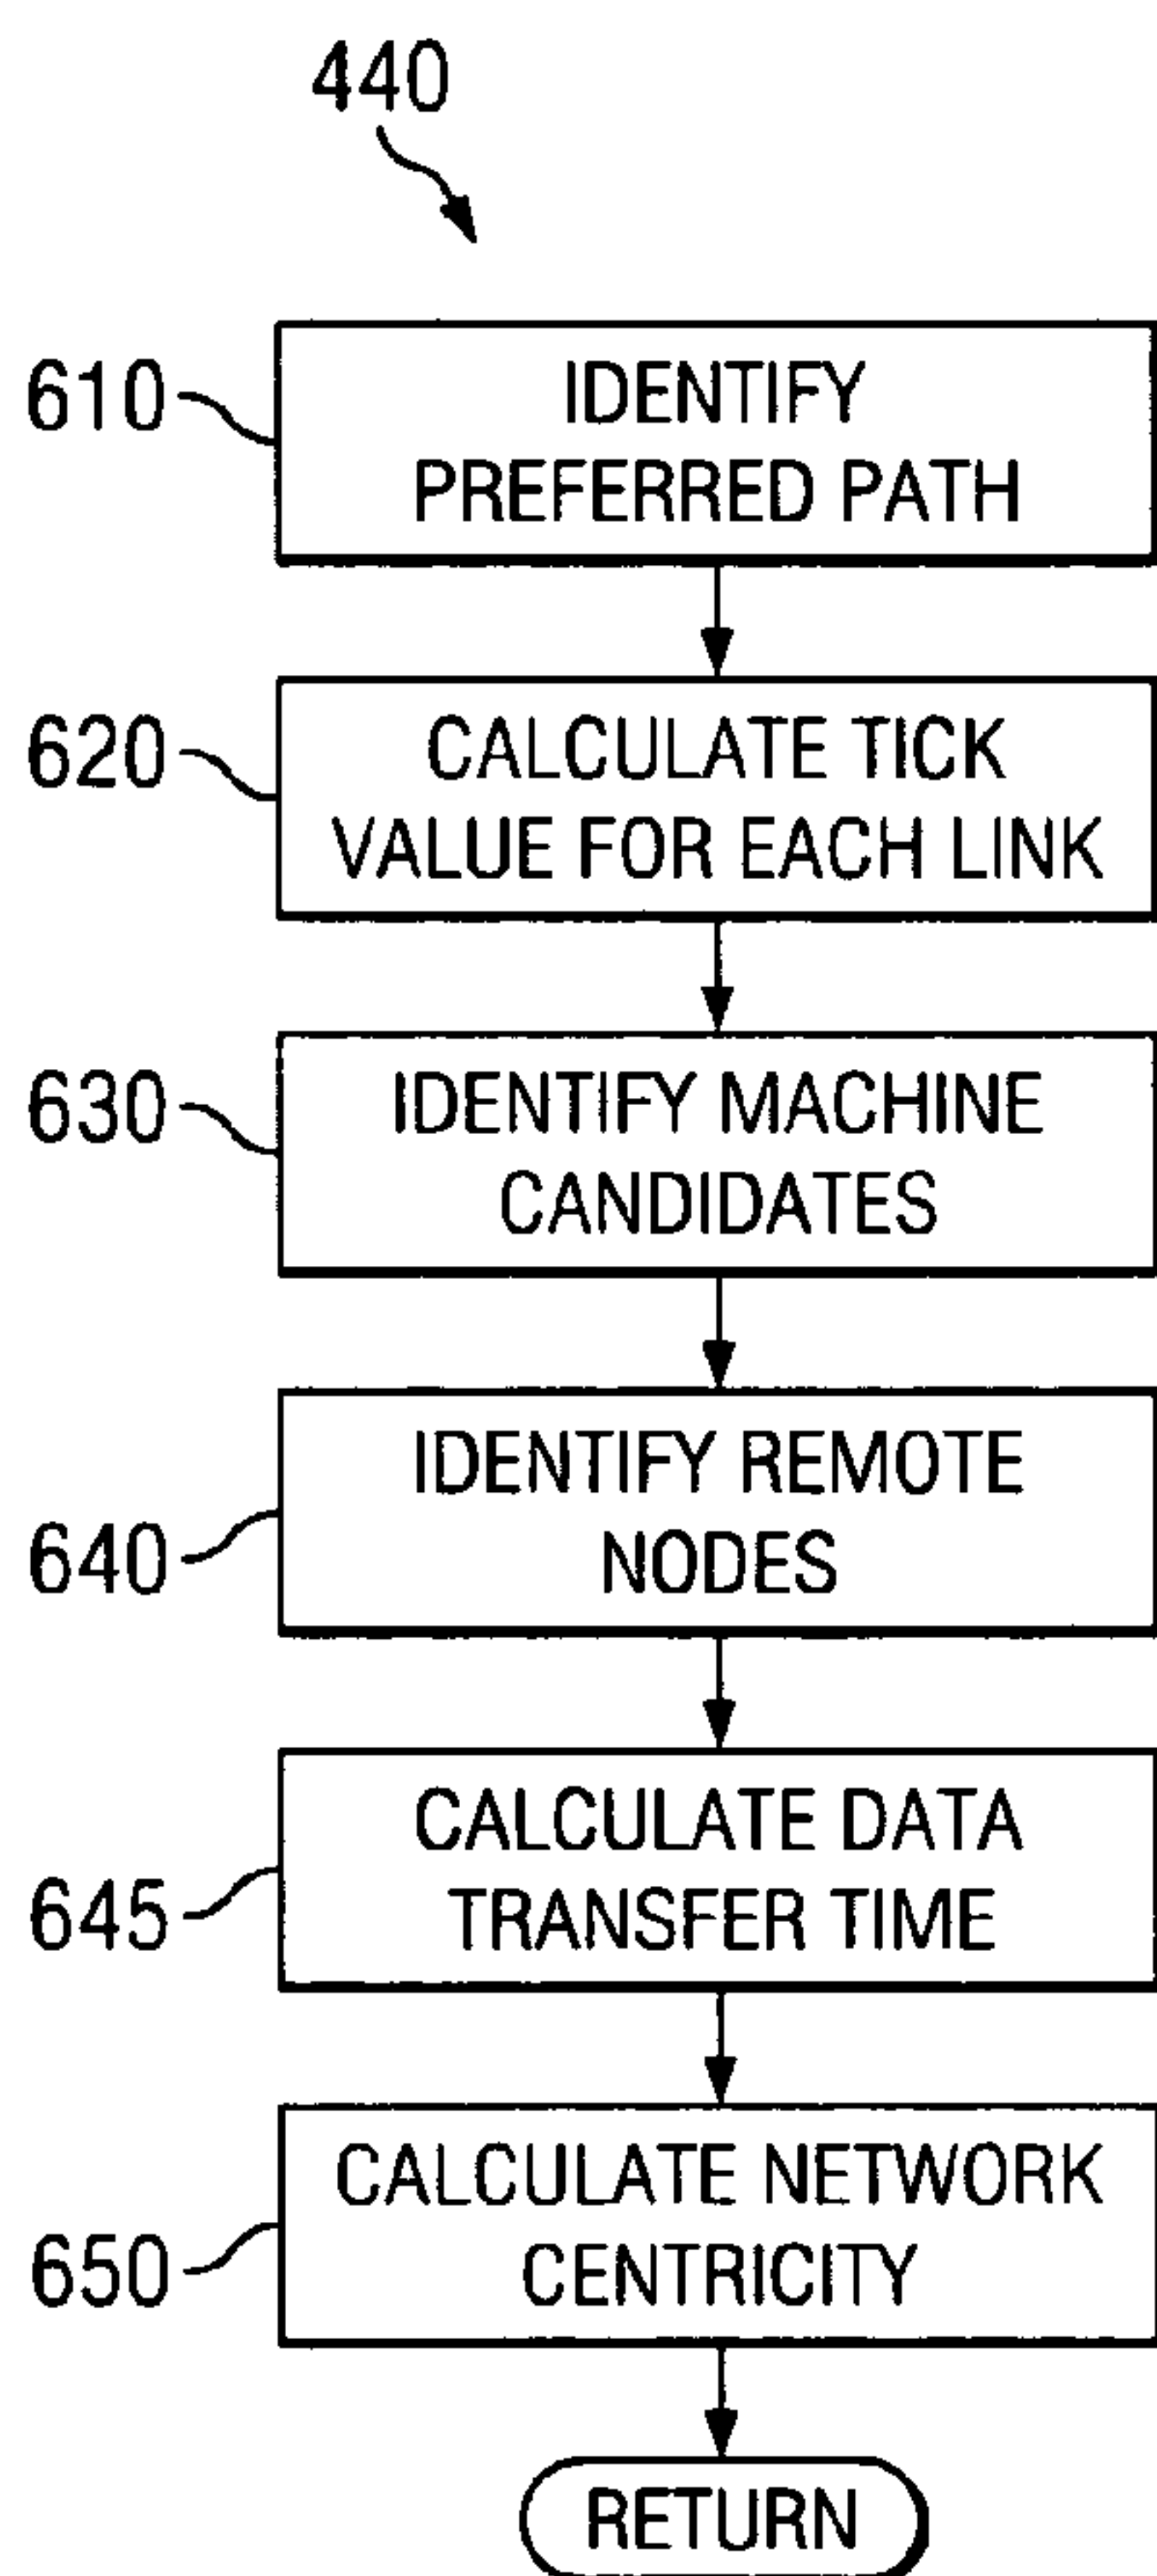 440
610
IDENTIFY
PREFERRED PATH
620
CALCULATE TICK
VALUE FOR EACH LINK
630
IDENTIFY MACHINE
CANDIDATES
640
IDENTIFY REMOTE
NODES
645
CALCULATE DATA
TRANSFER TIME
650
CALCULATE NETWORK
CENTRICITY
RETURN